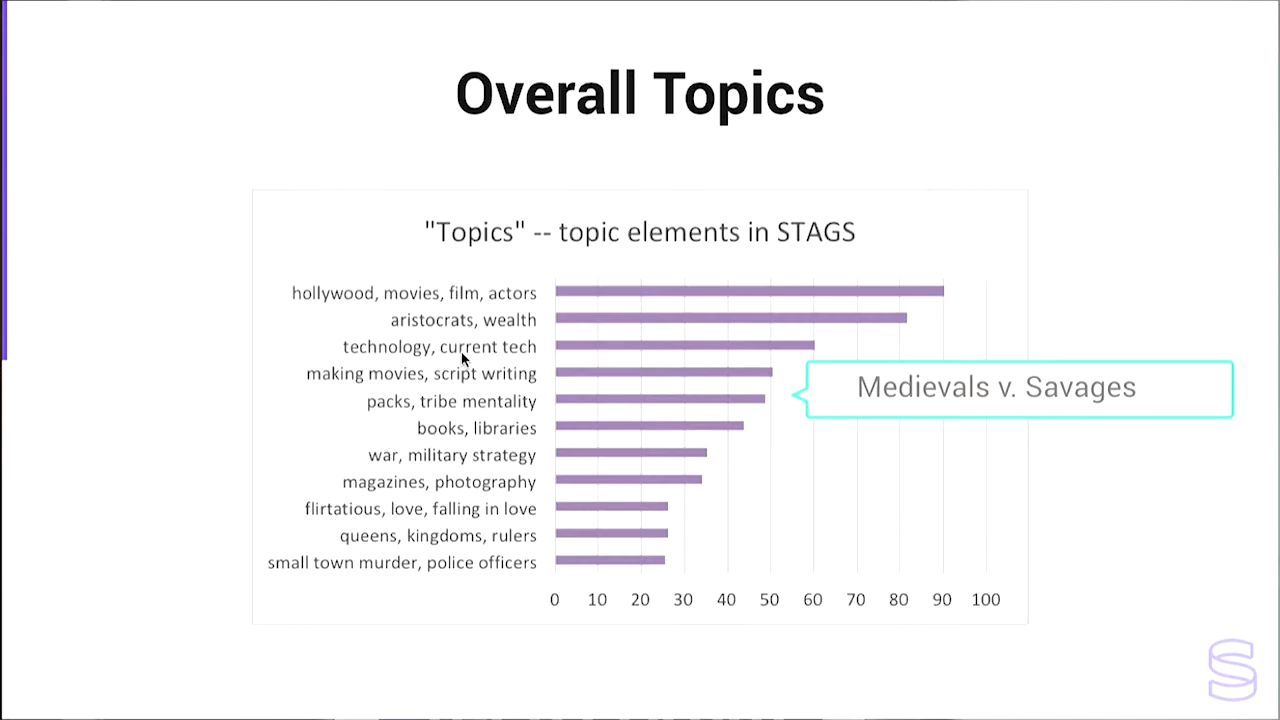 Overall Topics
"Topics" -- topic elements in STAGS
hollywood, movies, film, actors
aristocrats, wealth
technology, current tech
making movies, script writing
Medievals v. Savages
packs, tribe mentality
books, libraries
war, military strategy
magazines, photography
flirtatious, love, falling in love
queens, kingdoms, rulers
small town murder, police officers
0 10 20 30 40 50 60 70 80 90 100
S